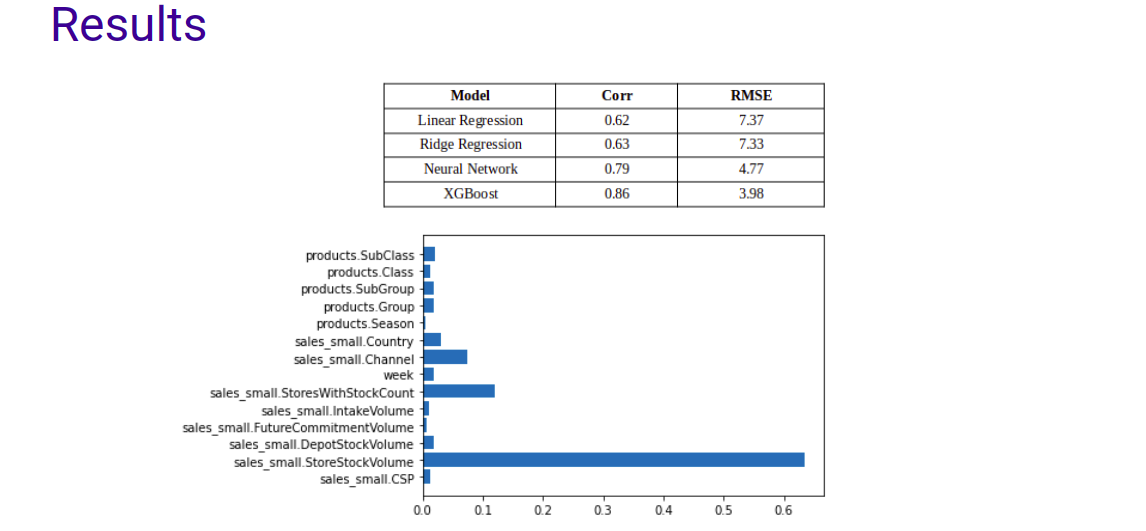 Results
Model Corr RMSE
Linear Regression 0.62 7.37
Ridge Regression 0.63 7.33
Neural Network 0.79 4.77
XGBoost 0.86 3.98
products.SubClass
products.Class
products.SubGroup
products.Group
products.Season
sales_small.Country
sales_small.Channel
week
sales_small.StoresWithStockCount
sales_small.IntakeVolume
sales_small.FutureCommitmentVolume
sales_small.DepotStockVolume
sales_small.StoreStockVolume
sales_small.CSP
0.0 0.1 0.2 0.3 0.4 0.5 0.6